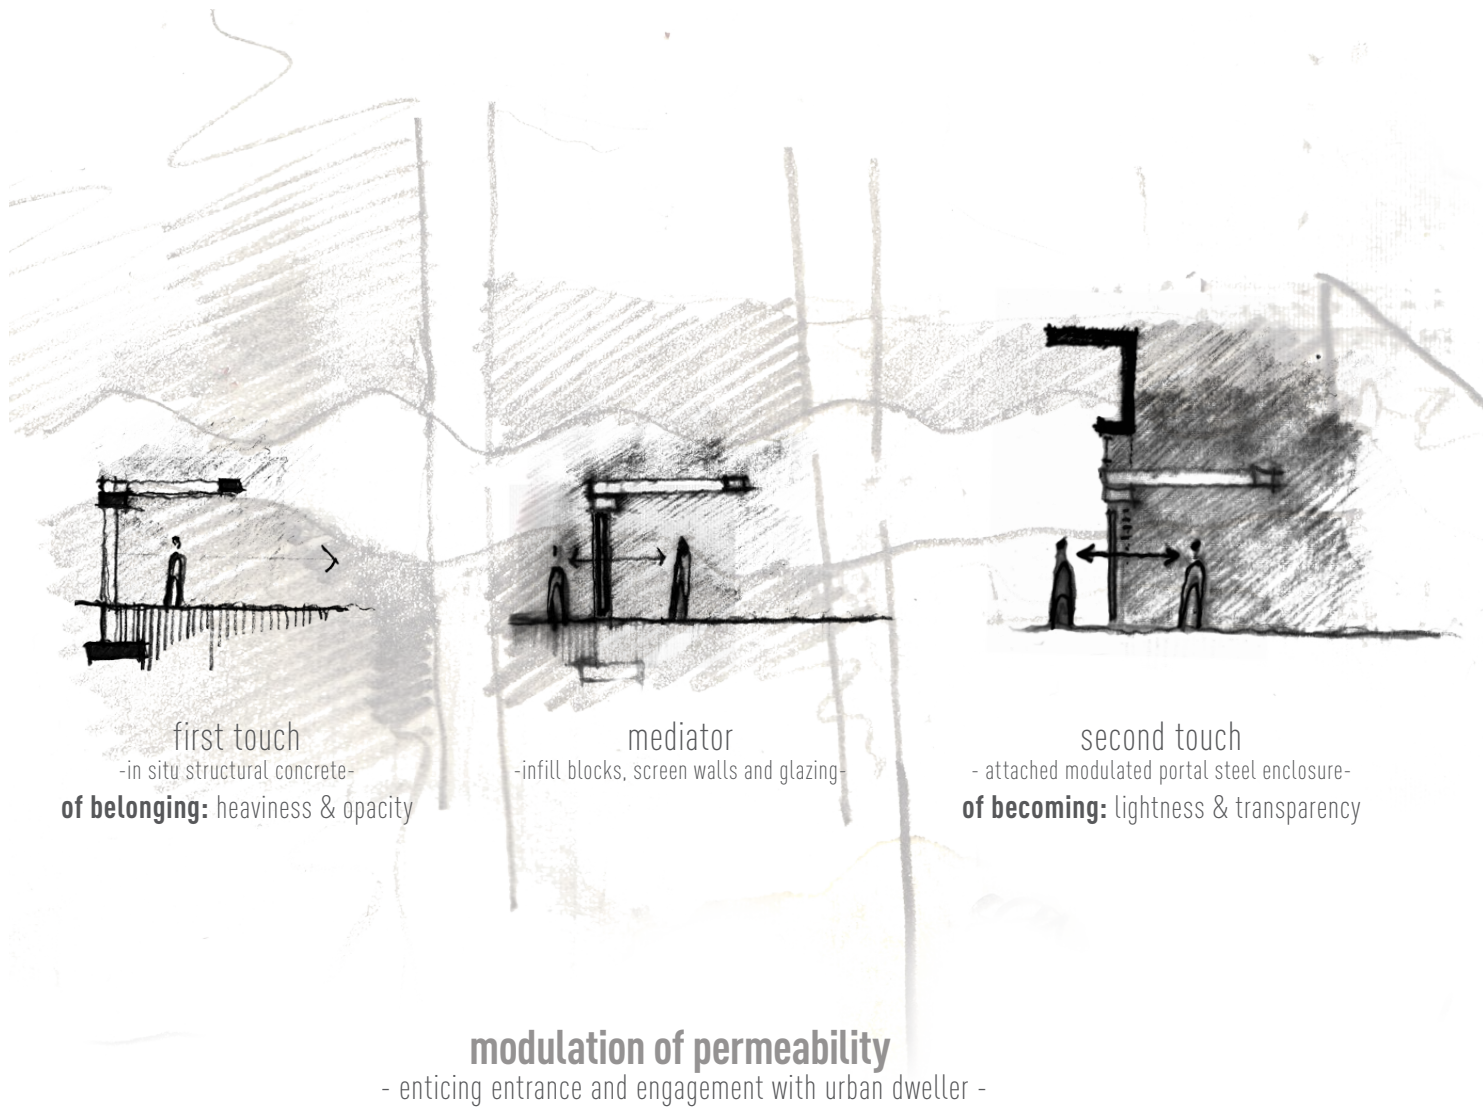 first touch
-in situ structural concrete-
of belonging: heaviness & opacity
mediator
-infill blocks, screen walls and glazing-
second touch
- attached modulated portal steel enclosure-
of becoming: lightness & transparency
modulation of permeability
- enticing entrance and engagement with urban dweller -